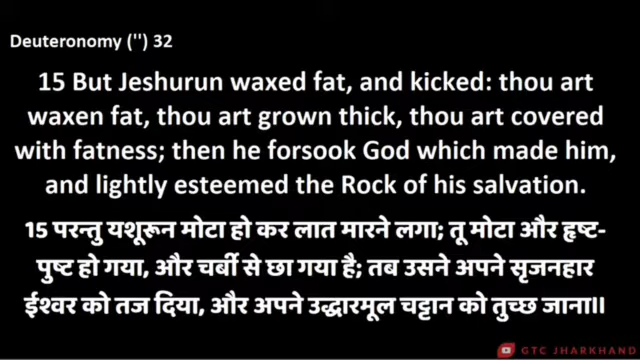 Deuteronomy ('') 32
15 But Jeshurun waxed fat, and kicked: thou art
waxen fat, thou art grown thick, thou art covered
with fatness; then he forsook God which made him,
and lightly esteemed the Rock of his salvation.
15 परन्तु यशूरून मोटा हो कर लात मारने लगा; तू मोटा और हृष्ट-
पुष्ट हो गया, और चर्बी से छा गया है; तब उसने अपने सृजनहार
ईश्वर को तज दिया, और अपने उद्धारमूल चट्टान को तुच्छ जाना॥
GTC JHARKHAND